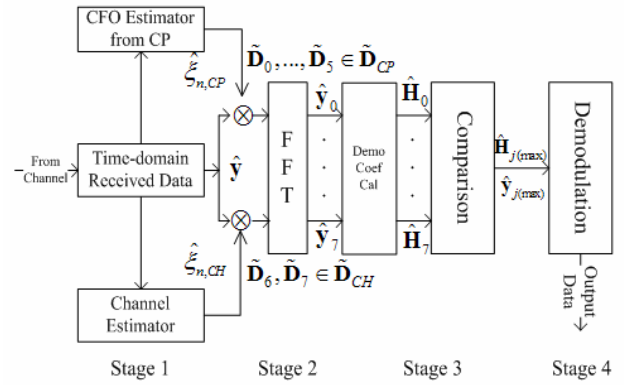 CFO Estimator
from CP
ξ̂n,CP
D̃0,...,D̃5 ∈ D̃CP
From
Channel
Time-domain
Received Data
ŷ
F
F
T
ŷ0
ŷ7
Demo
Coef
Cal
Ĥ0
Ĥ7
Comparison
Ĥj(max)
ŷj(max)
Demodulation
Output
Data
ξ̂n,CH
D̃6,D̃7 ∈ D̃CH
Channel
Estimator
Stage 1 Stage 2 Stage 3 Stage 4